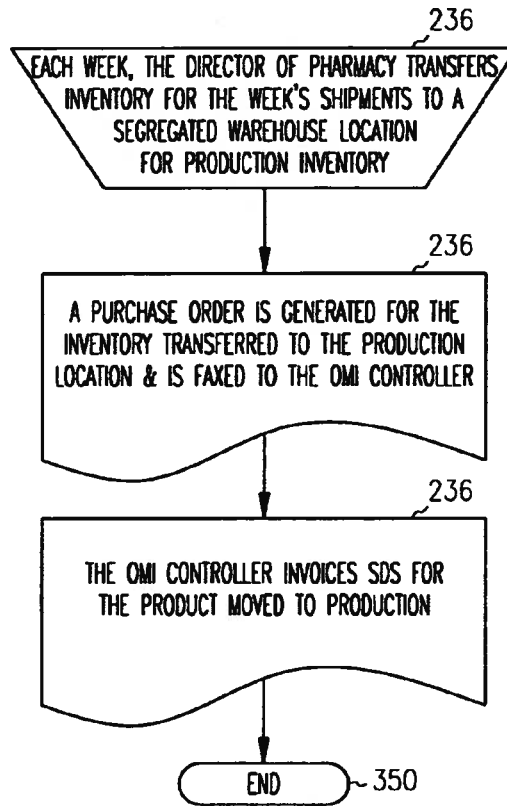 236
EACH WEEK, THE DIRECTOR OF PHARMACY TRANSFERS
INVENTORY FOR THE WEEK'S SHIPMENTS TO A
SEGREGATED WAREHOUSE LOCATION
FOR PRODUCTION INVENTORY
236
A PURCHASE ORDER IS GENERATED FOR THE
INVENTORY TRANSFERRED TO THE PRODUCTION
LOCATION & IS FAXED TO THE OMI CONTROLLER
236
THE OMI CONTROLLER INVOICES SDS FOR
THE PRODUCT MOVED TO PRODUCTION
END
350